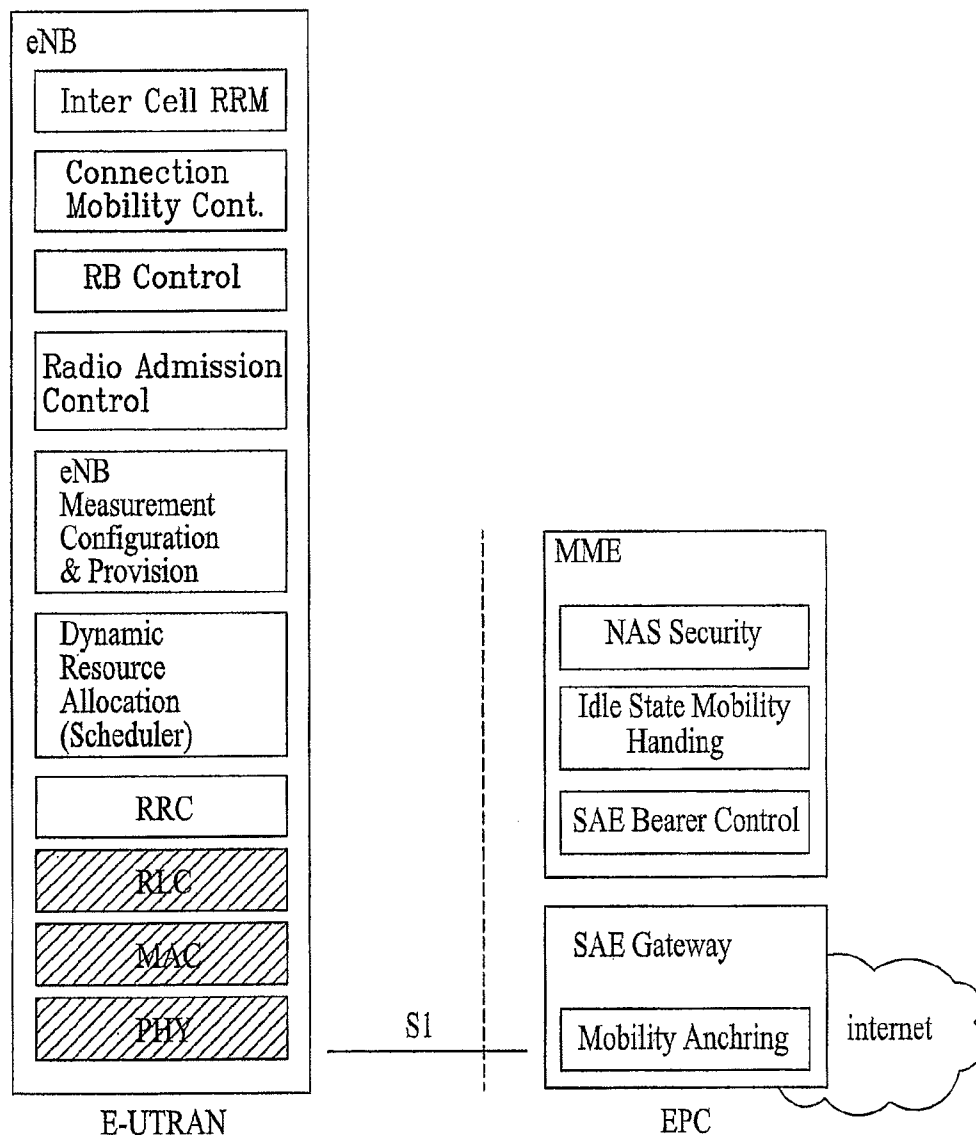 eNB
Inter Cell RRM
Connection
Mobility Cont.
RB Control
Radio Admission
Control
eNB
Measurement
Configuration
& Provision
Dynamic
Resource
Allocation
(Scheduler)
RRC
RLC
MAC
PHY
E-UTRAN
S1
MME
NAS Security
Idle State Mobility
Handing
SAE Bearer Control
SAE Gateway
Mobility Anchring
internet
EPC